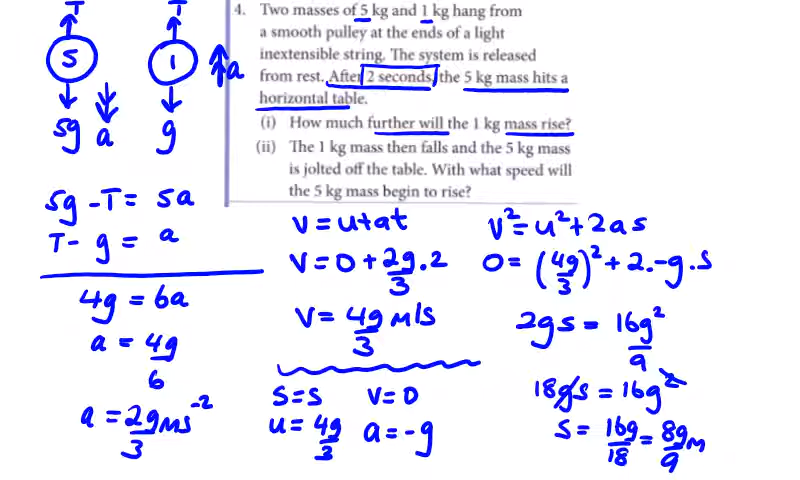 4. Two masses of 5 kg and 1 kg hang from
a smooth pulley at the ends of a light
inextensible string. The system is released
from rest. After 2 seconds, the 5 kg mass hits a
horizontal table.
(i) How much further will the 1 kg mass rise?
(ii) The 1 kg mass then falls and the 5 kg mass
is jolted off the table. With what speed will
the 5 kg mass begin to rise?
T T
5 1 a
5g a g
5g - T = 5a
T - g = a
4g = 6a
a = 4g/6
a = 2g/3 ms⁻²
v = u + at
v = 0 + 2g/3 . 2
v = 4g/3 m/s
s = s v = 0
u = 4g/3 a = -g
v² = u² + 2as
0 = (4g/3)² + 2.-g.s
2gs = 16g²/9
18gs = 16g²
s = 16g/18 = 8g/9 m